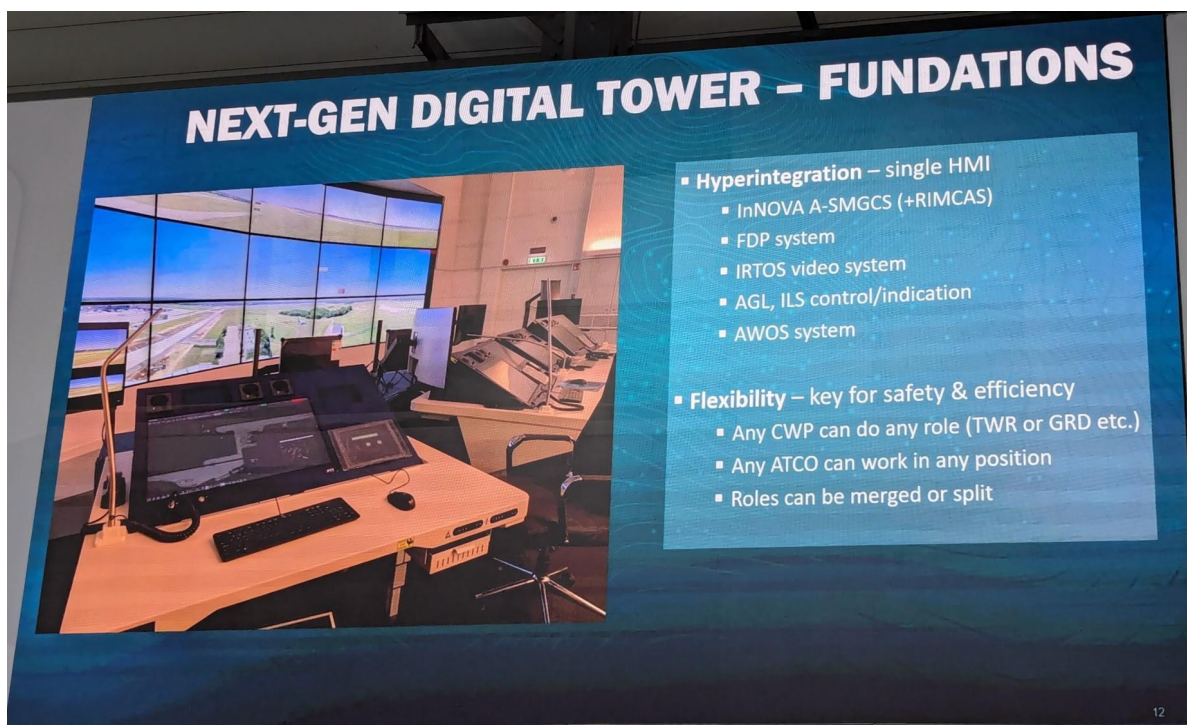 NEXT-GEN DIGITAL TOWER – FUNDATIONS
▪ Hyperintegration – single HMI
▪ InNOVA A-SMGCS (+RIMCAS)
▪ FDP system
▪ IRTOS video system
▪ AGL, ILS control/indication
▪ AWOS system
▪ Flexibility – key for safety & efficiency
▪ Any CWP can do any role (TWR or GRD etc.)
▪ Any ATCO can work in any position
▪ Roles can be merged or split
12